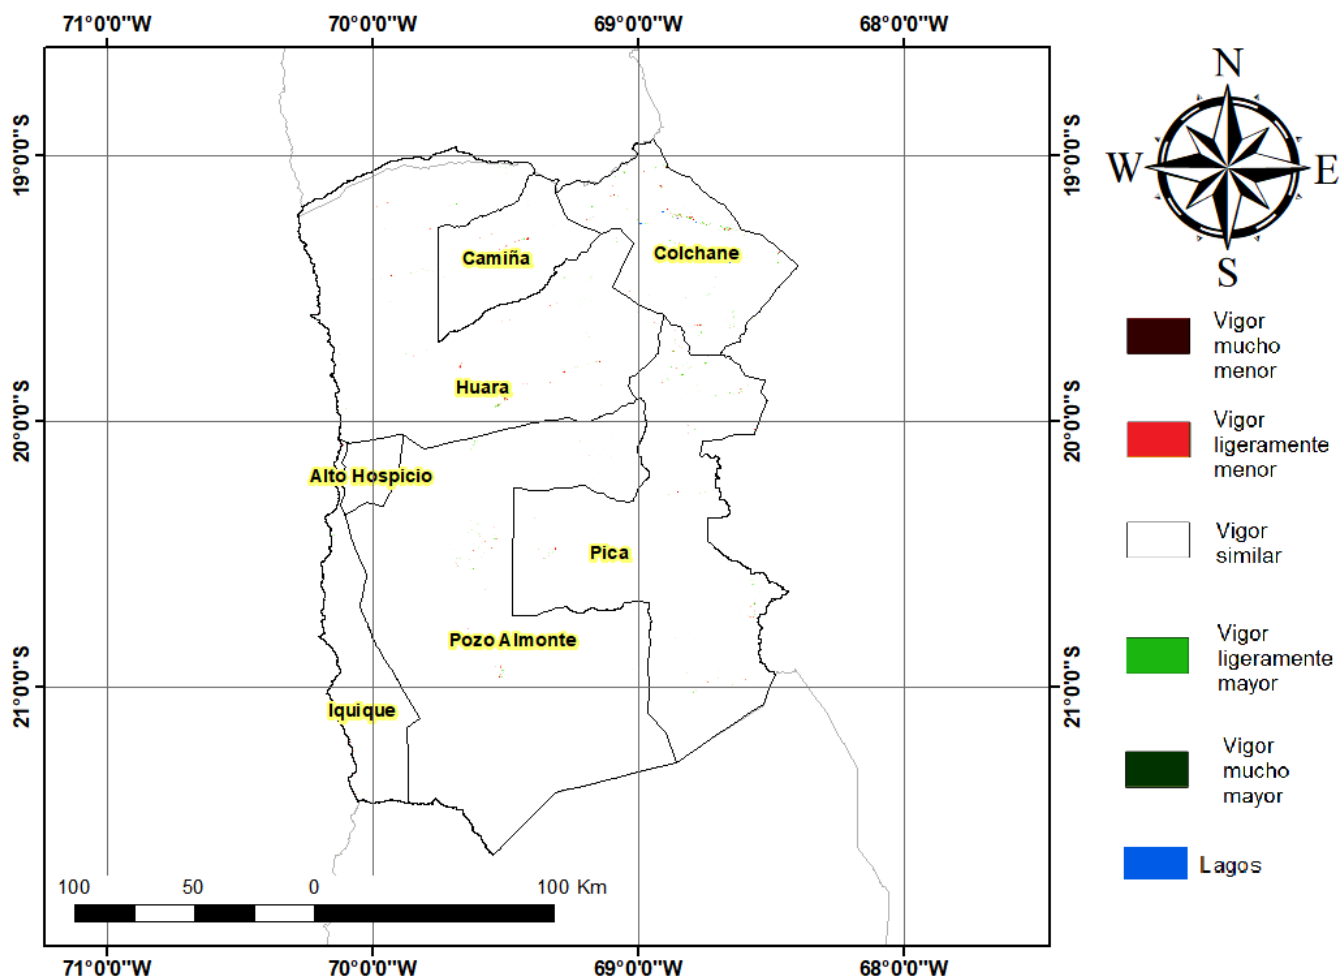 71°0'0"W 70°0'0"W 69°0'0"W 68°0'0"W
N
W E
S
19°0'0"S 19°0'0"S
Camiña
Colchane
Huara
20°0'0"S 20°0'0"S
Alto Hospicio
Pica
Pozo Almonte
21°0'0"S 21°0'0"S
Iquique
100 50 0 100 Km
71°0'0"W 70°0'0"W 69°0'0"W 68°0'0"W
Vigor
mucho
menor
Vigor
ligeramente
menor
Vigor
similar
Vigor
ligeramente
mayor
Vigor
mucho
mayor
Lagos